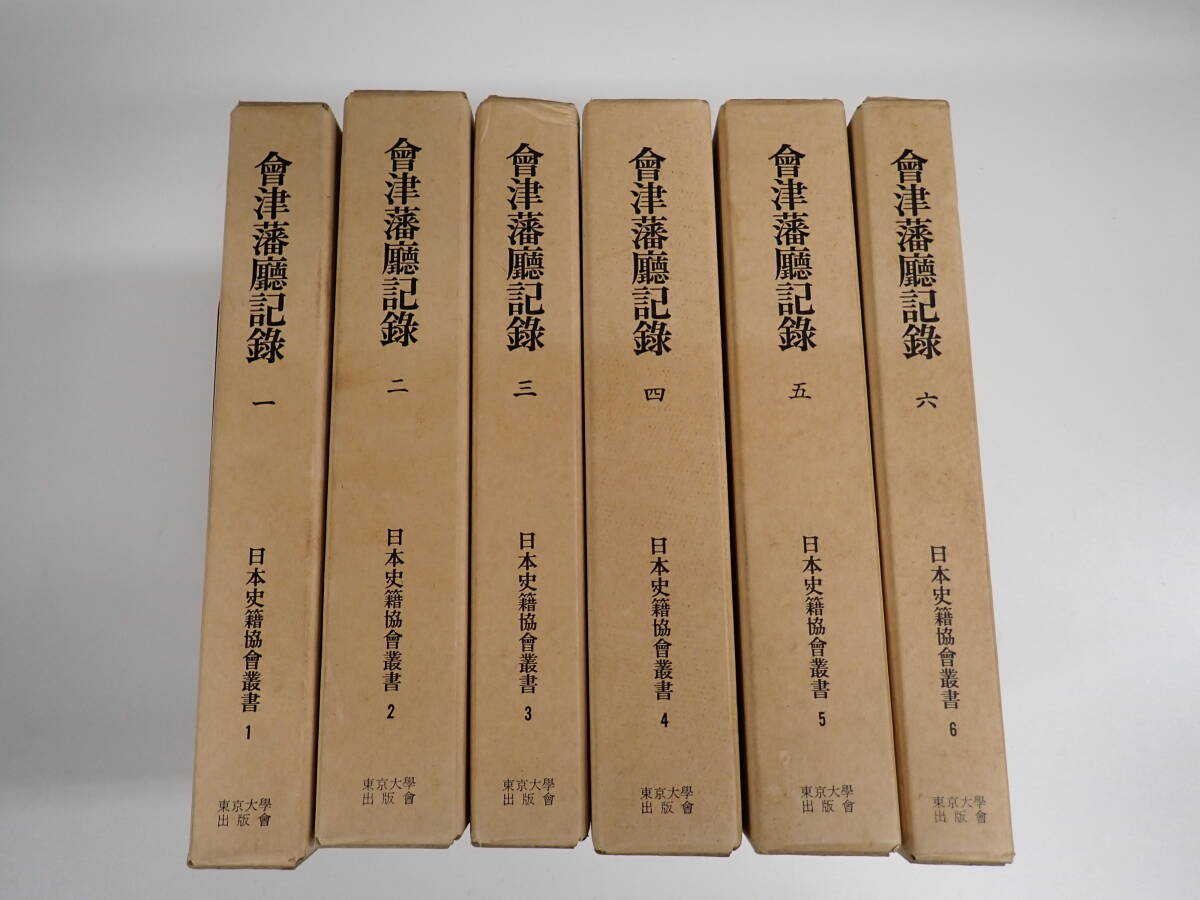 會津藩廳記錄 一
日本史籍協會叢書 1
東京大學
出版會
會津藩廳記錄 二
日本史籍協會叢書 2
東京大學
出版會
會津藩廳記錄 三
日本史籍協會叢書 3
東京大學
出版會
會津藩廳記錄 四
日本史籍協會叢書 4
東京大學
出版會
會津藩廳記錄 五
日本史籍協會叢書 5
東京大學
出版會
會津藩廳記錄 六
日本史籍協會叢書 6
東京大學
出版會